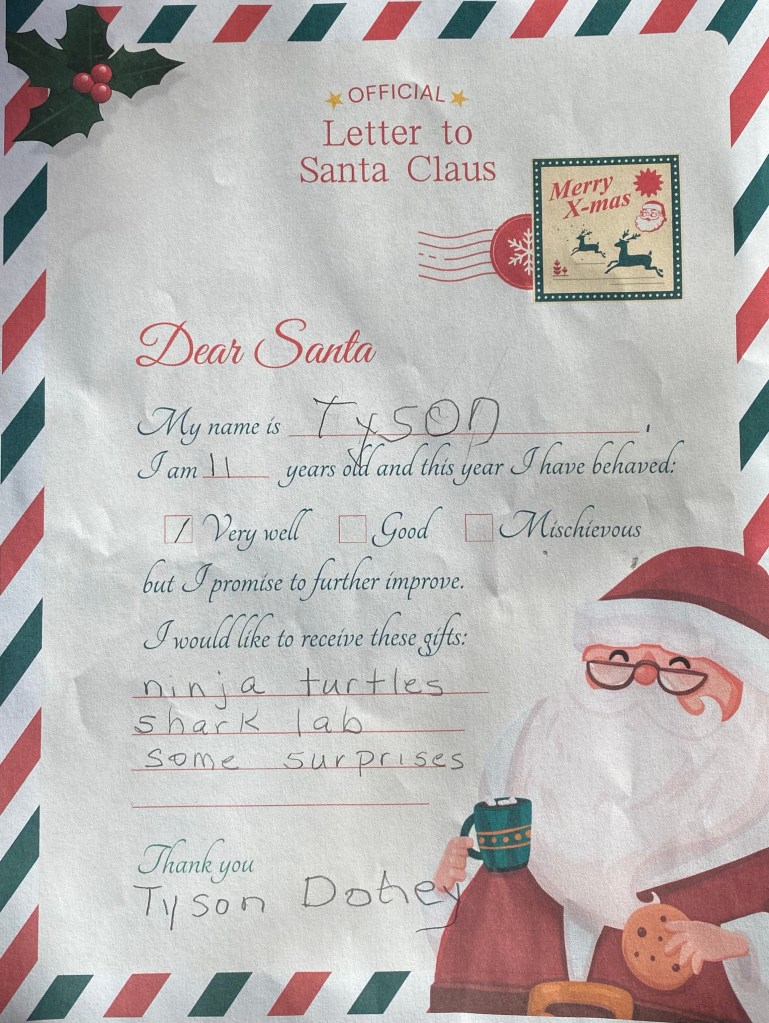 OFFICIAL
Letter to
Santa Claus
Merry
X-mas
Dear Santa
My name is Tyson,
I am 11 years old and this year I have behaved:
/ Very well Good Mischievous
but I promise to further improve.
I would like to receive these gifts:
ninja turtles
shark lab
some surprises
Thank you
Tyson Dohey